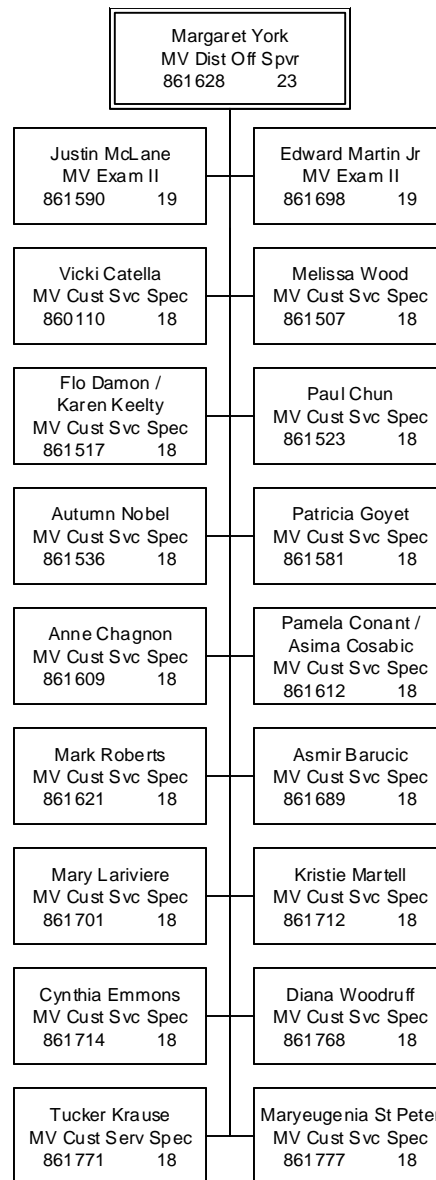 Margaret York
MV Dist Off Spvr
861628 23
Justin McLane
MV Exam II
861590 19
Edward Martin Jr
MV Exam II
861698 19
Vicki Catella
MV Cust Svc Spec
860110 18
Melissa Wood
MV Cust Svc Spec
861507 18
Flo Damon /
Karen Keelty
MV Cust Svc Spec
861517 18
Paul Chun
MV Cust Svc Spec
861523 18
Autumn Nobel
MV Cust Svc Spec
861536 18
Patricia Goyet
MV Cust Svc Spec
861581 18
Anne Chagnon
MV Cust Svc Spec
861609 18
Pamela Conant /
Asima Cosabic
MV Cust Svc Spec
861612 18
Mark Roberts
MV Cust Svc Spec
861621 18
Asmir Barucic
MV Cust Svc Spec
861689 18
Mary Lariviere
MV Cust Svc Spec
861701 18
Kristie Martell
MV Cust Svc Spec
861712 18
Cynthia Emmons
MV Cust Svc Spec
861714 18
Diana Woodruff
MV Cust Svc Spec
861768 18
Tucker Krause
MV Cust Serv Spec
861771 18
Maryeugenia St Peter
MV Cust Svc Spec
861777 18